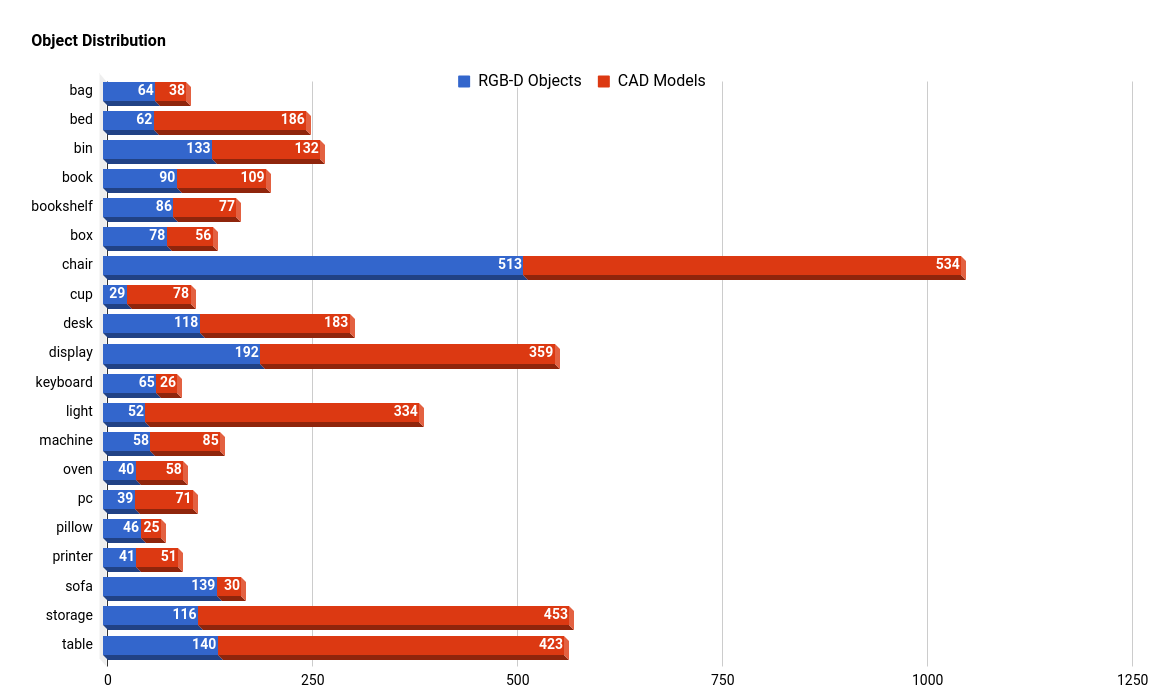 Object Distribution
RGB-D Objects CAD Models
bag 64 38
bed 62 186
bin 133 132
book 90 109
bookshelf 86 77
box 78 56
chair 513 534
cup 29 78
desk 118 183
display 192 359
keyboard 65 26
light 52 334
machine 58 85
oven 40 58
pc 39 71
pillow 46 25
printer 41 51
sofa 139 30
storage 116 453
table 140 423
0 250 500 750 1000 1250